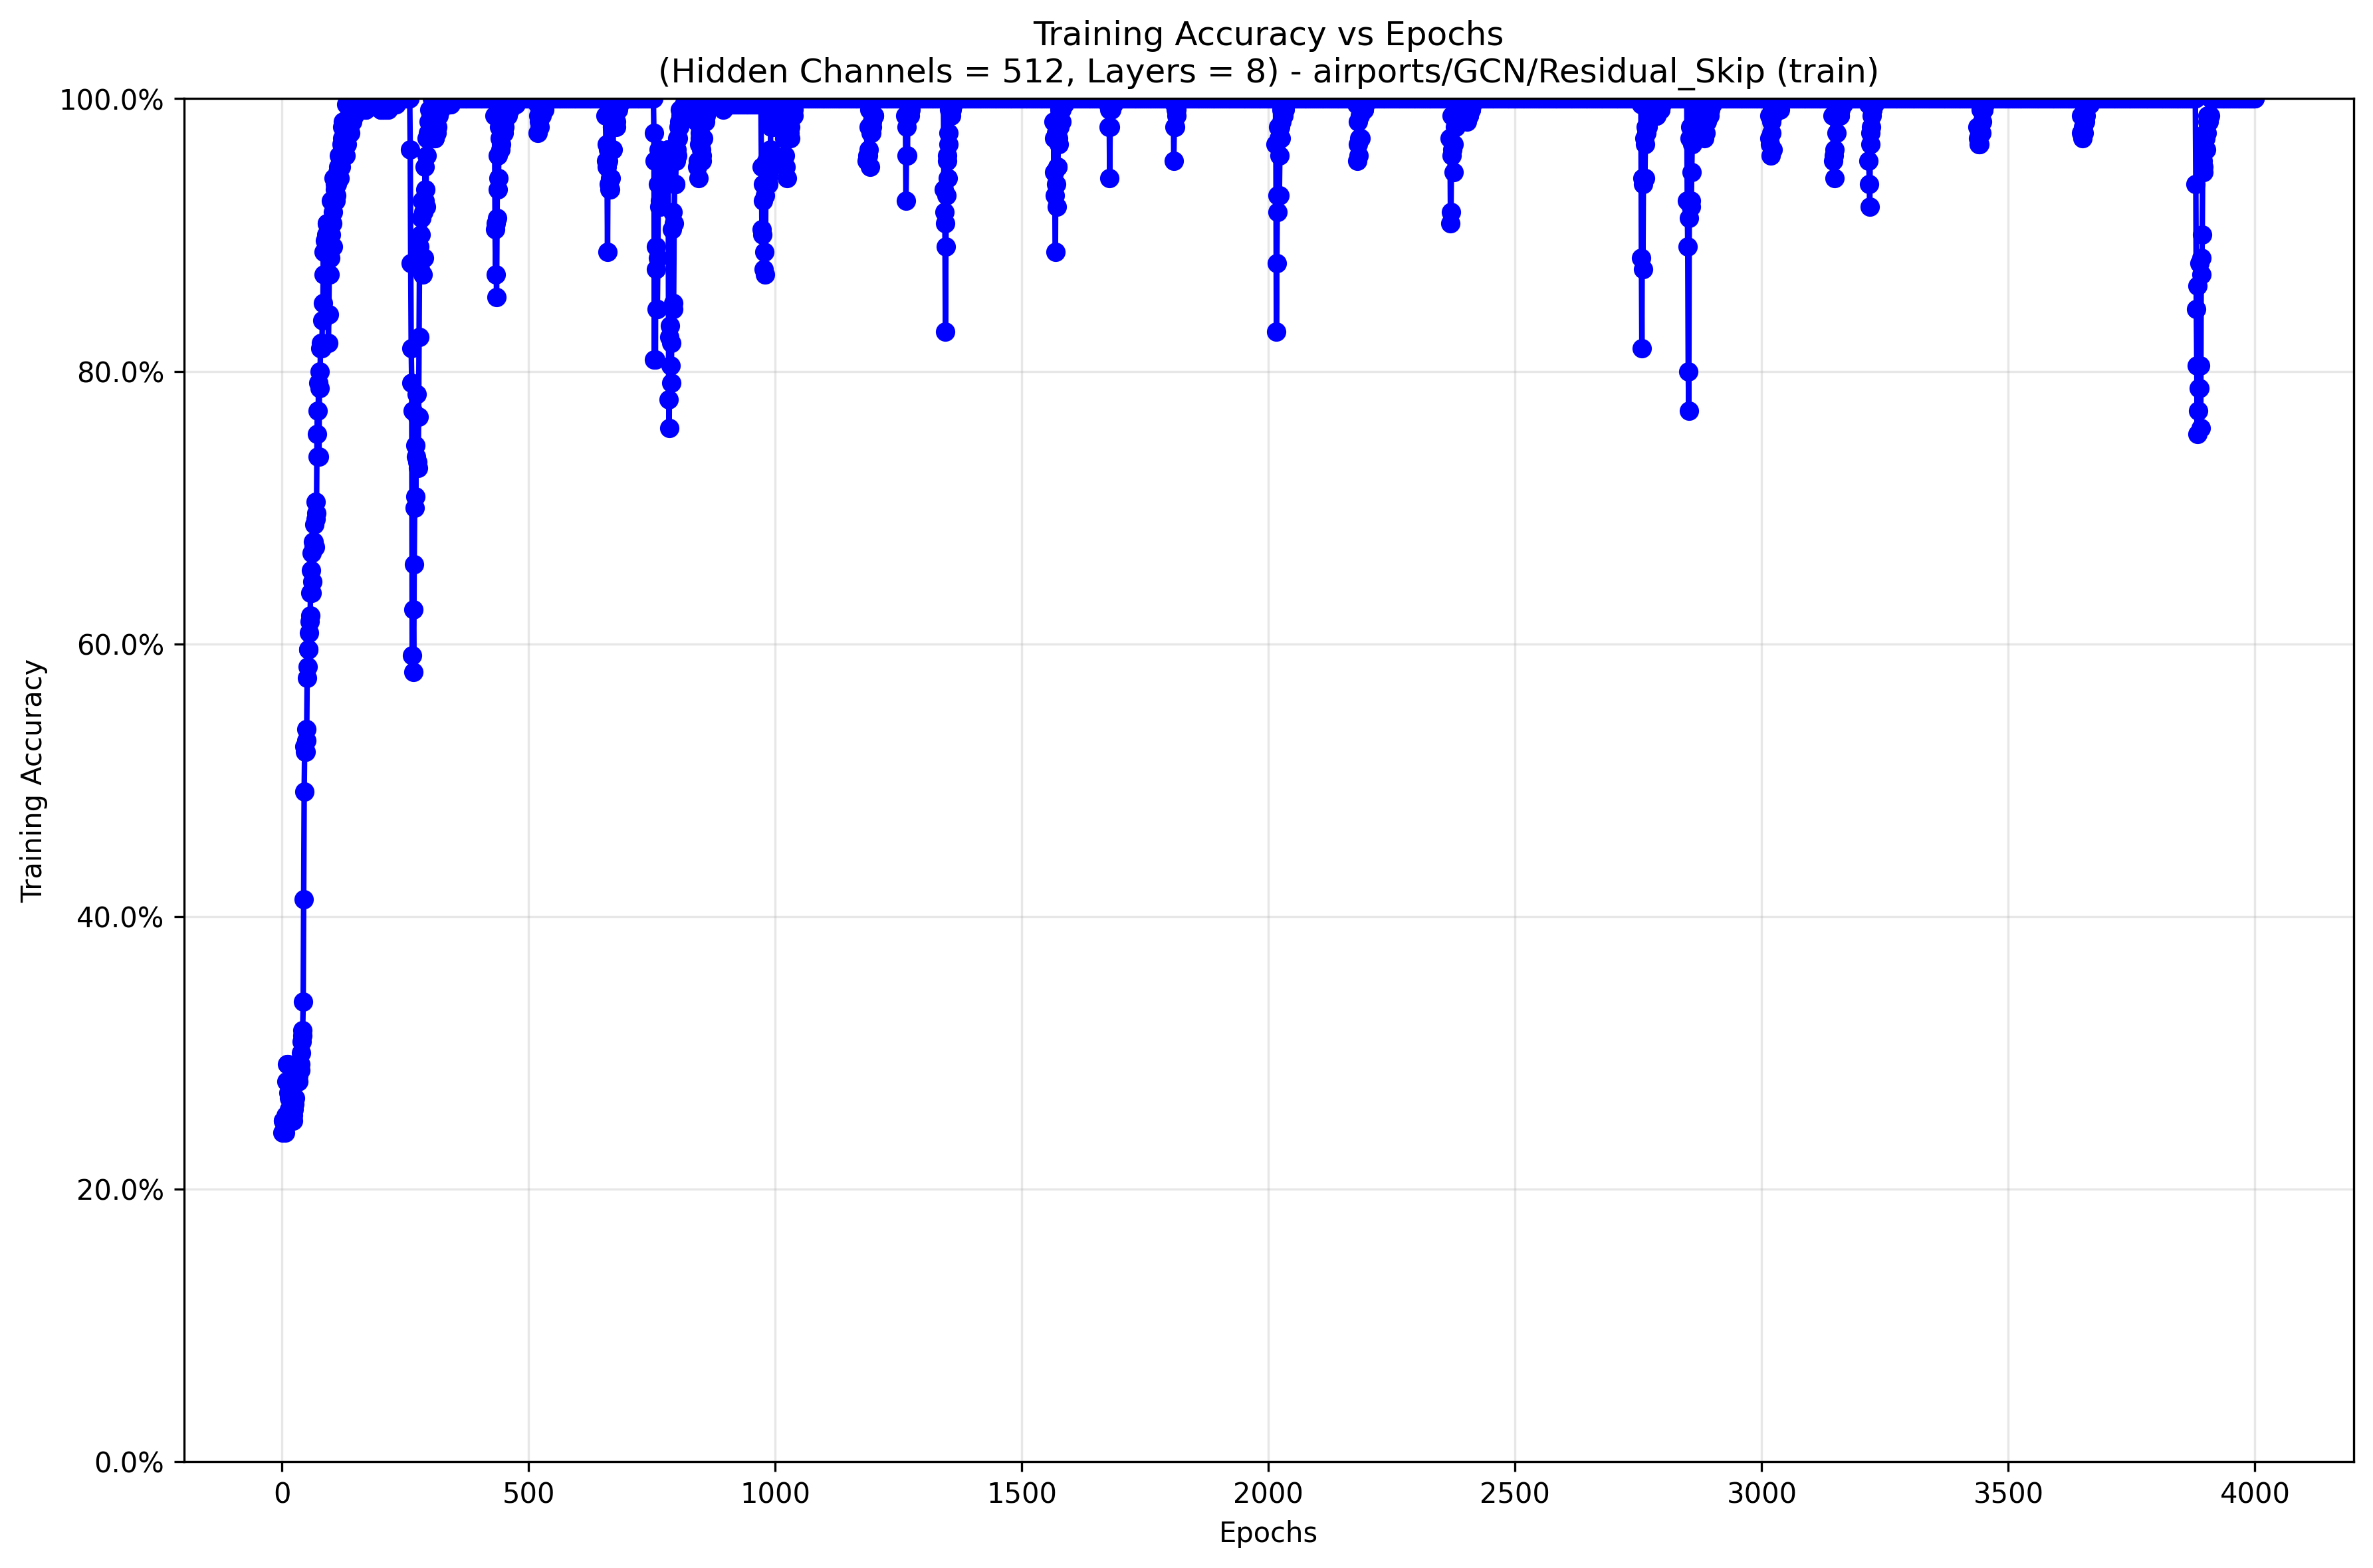 Training Accuracy vs Epochs
(Hidden Channels = 512, Layers = 8) - airports/GCN/Residual_Skip (train)
100.0%
80.0%
60.0%
40.0%
20.0%
0.0%
Training Accuracy
0 500 1000 1500 2000 2500 3000 3500 4000
Epochs